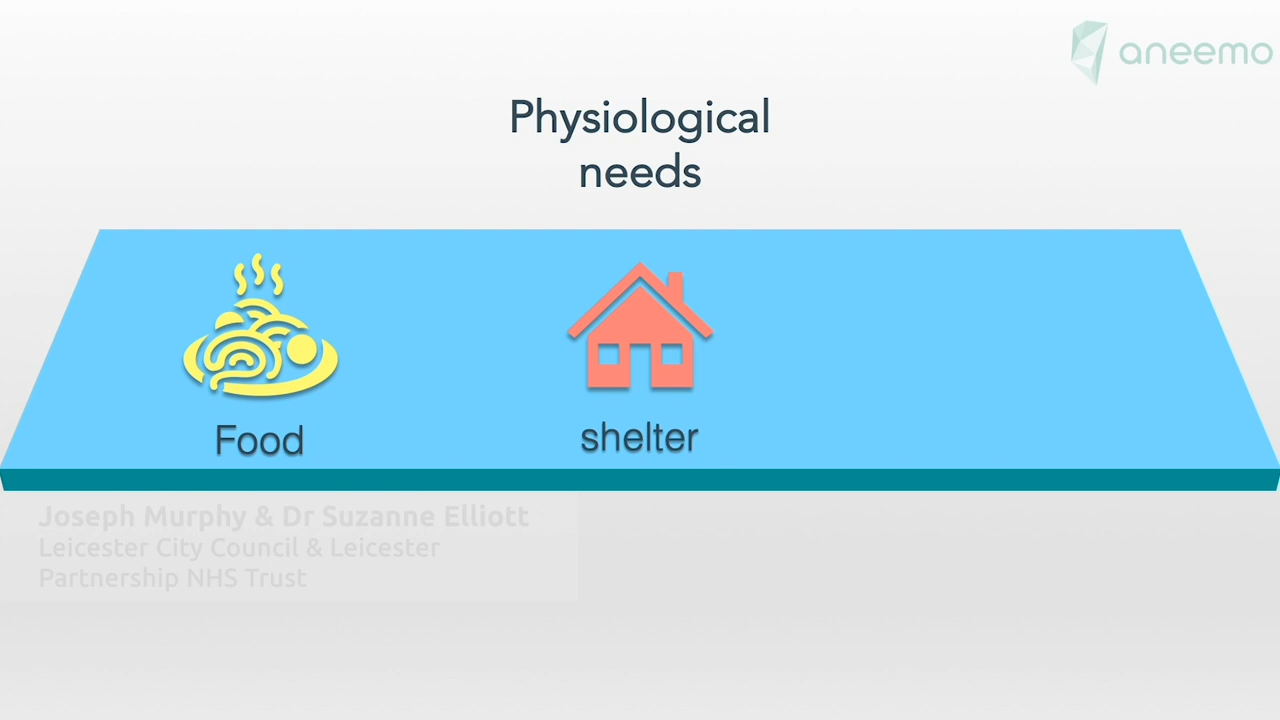 aneemo
Physiological
needs
Food
shelter
Joseph Murphy & Dr Suzanne Elliott
Leicester City Council & Leicester
Partnership NHS Trust